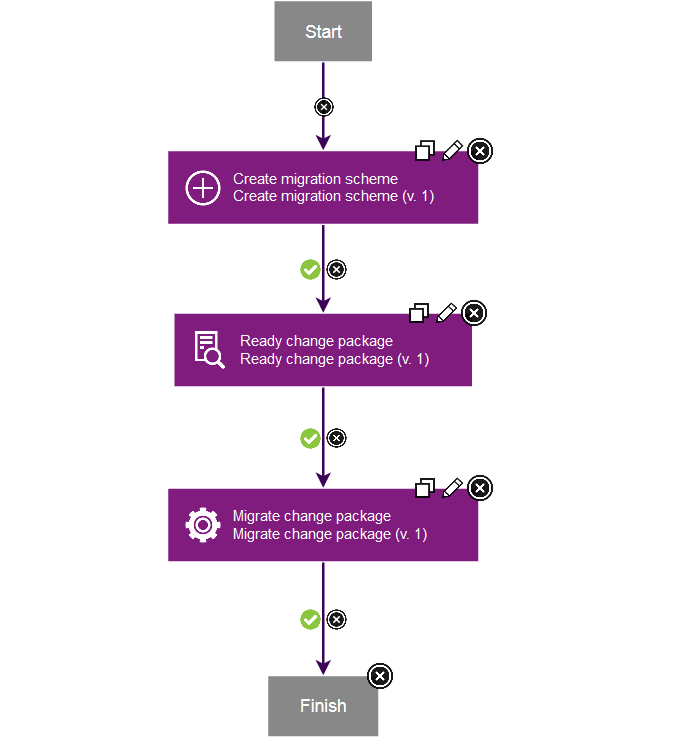 Start
Create migration scheme
Create migration scheme (v. 1)
Ready change package
Ready change package (v. 1)
Migrate change package
Migrate change package (v. 1)
Finish